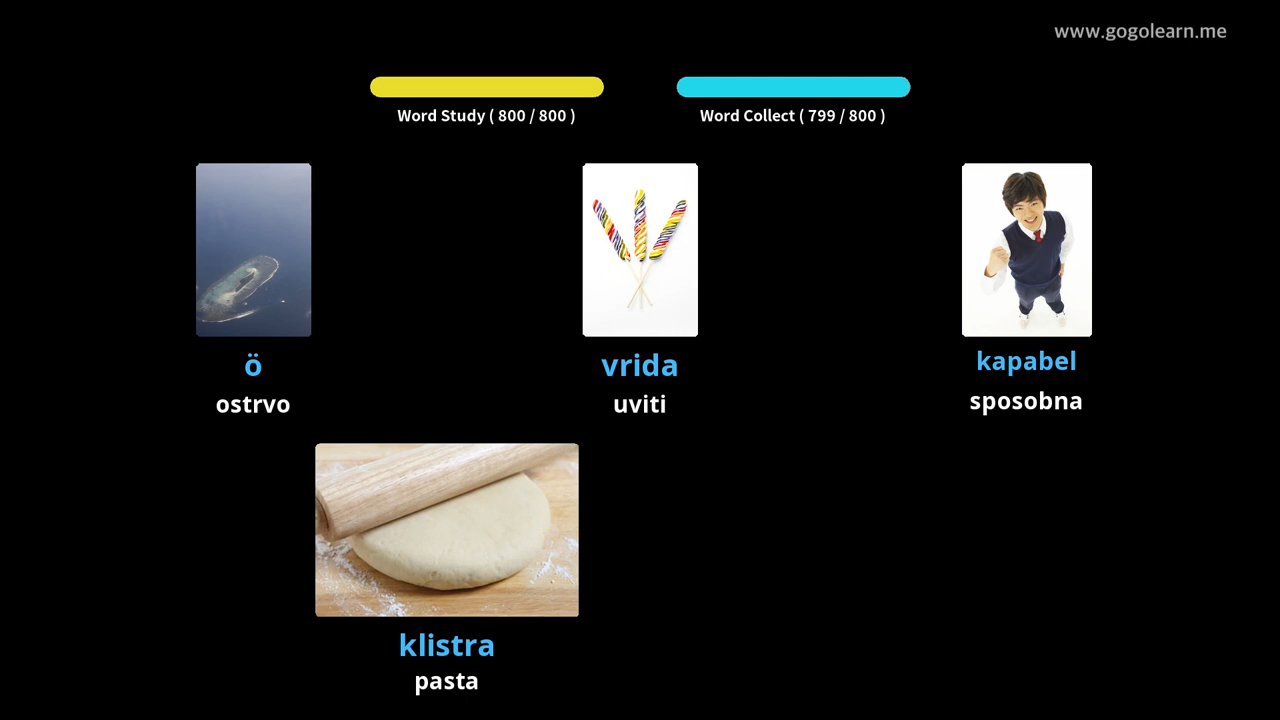 www.gogolearn.me
Word Study ( 800 / 800 )
Word Collect ( 799 / 800 )
ö
ostrvo
vrida
uviti
kapabel
sposobna
klistra
pasta